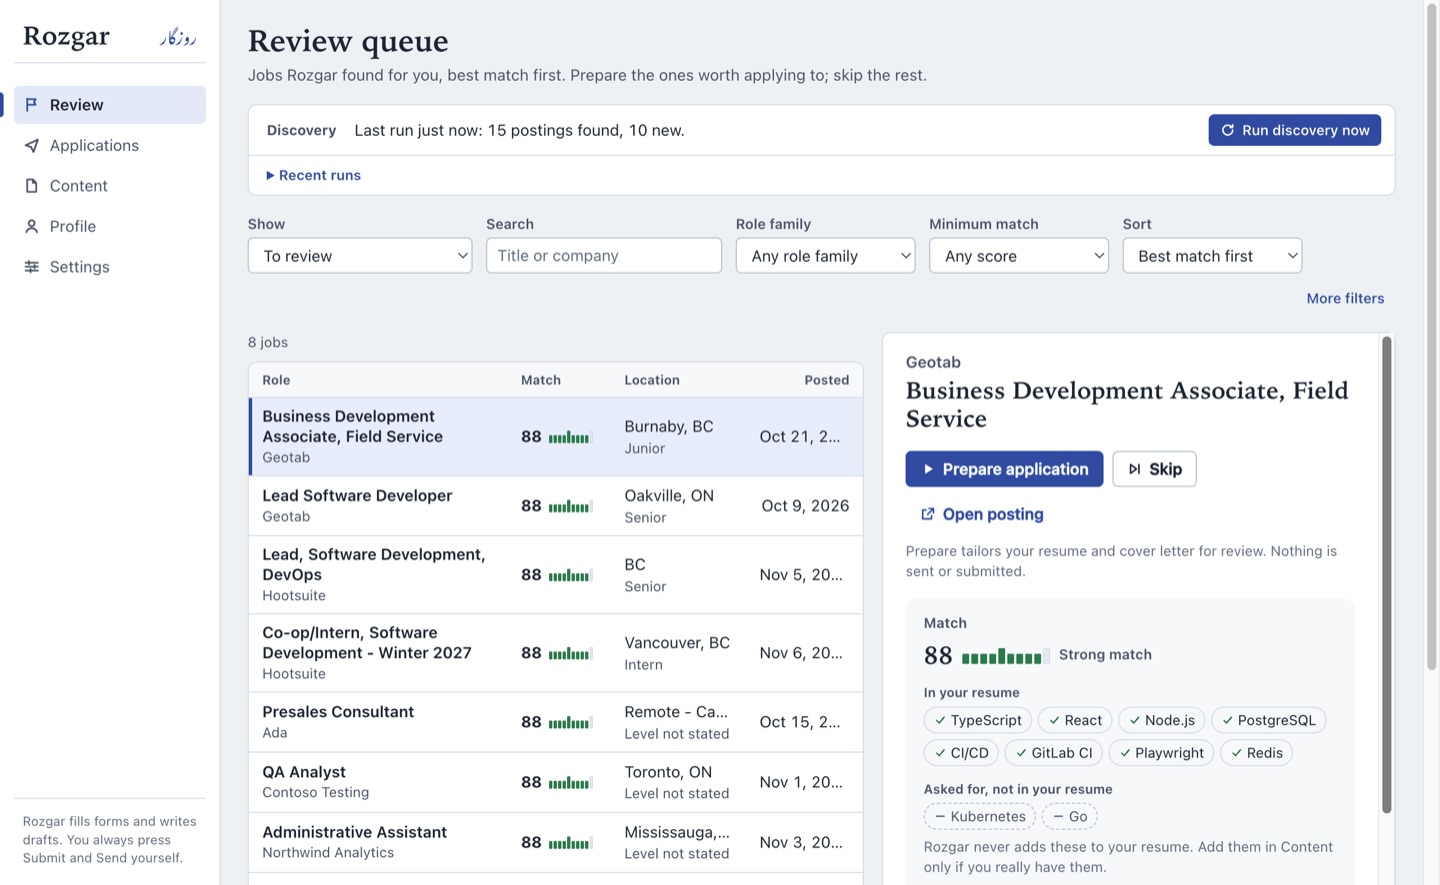 Rozgar
روزگار
Review
Applications
Content
Profile
Settings
Rozgar fills forms and writes
drafts. You always press
Submit and Send yourself.
Review queue
Jobs Rozgar found for you, best match first. Prepare the ones worth applying to; skip the rest.
Discovery Last run just now: 15 postings found, 10 new.
Run discovery now
Recent runs
Show
To review
Search
Title or company
Role family
Any role family
Minimum match
Any score
Sort
Best match first
More filters
8 jobs
Role Match Location Posted
Business Development
Associate, Field Service
Geotab
88
Burnaby, BC
Junior
Oct 21, 2...
Lead Software Developer
Geotab
88
Oakville, ON
Senior
Oct 9, 2026
Lead, Software Development,
DevOps
Hootsuite
88
BC
Senior
Nov 5, 20...
Co-op/Intern, Software
Development - Winter 2027
Hootsuite
88
Vancouver, BC
Intern
Nov 6, 20...
Presales Consultant
Ada
88
Remote - Ca...
Level not stated
Oct 15, 2...
QA Analyst
Contoso Testing
88
Toronto, ON
Level not stated
Nov 1, 20...
Administrative Assistant
Northwind Analytics
88
Mississauga,...
Level not stated
Nov 3, 20...
Geotab
Business Development Associate, Field
Service
Prepare application
Skip
Open posting
Prepare tailors your resume and cover letter for review. Nothing is
sent or submitted.
Match
88 Strong match
In your resume
TypeScript React Node.js PostgreSQL
CI/CD GitLab CI Playwright Redis
Asked for, not in your resume
Kubernetes Go
Rozgar never adds these to your resume. Add them in Content
only if you really have them.